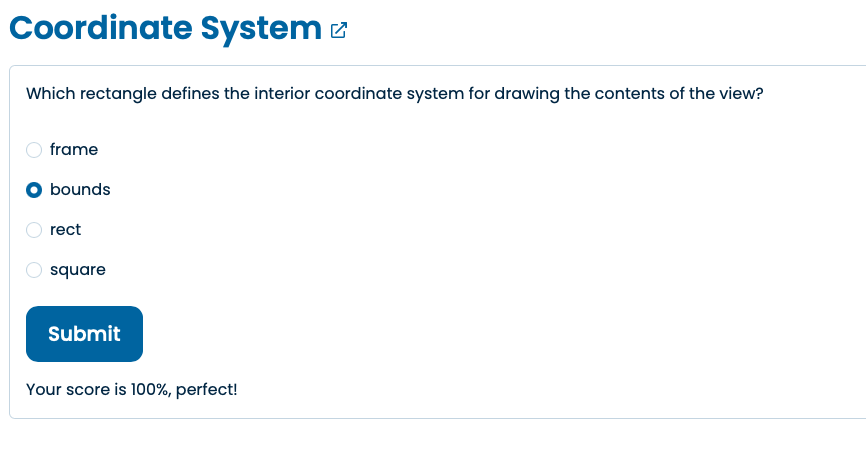 Coordinate System
Which rectangle defines the interior coordinate system for drawing the contents of the view?
frame
bounds
rect
square
Submit
Your score is 100%, perfect!